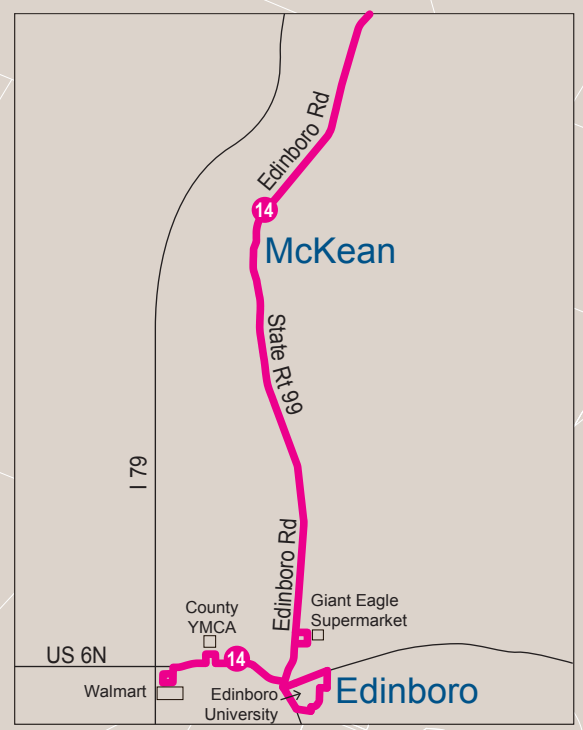 Edinboro Rd
14
McKean
State Rt 99
I 79
Edinboro Rd
County
YMCA
Giant Eagle
Supermarket
US 6N
14
Walmart
Edinboro
University
Edinboro